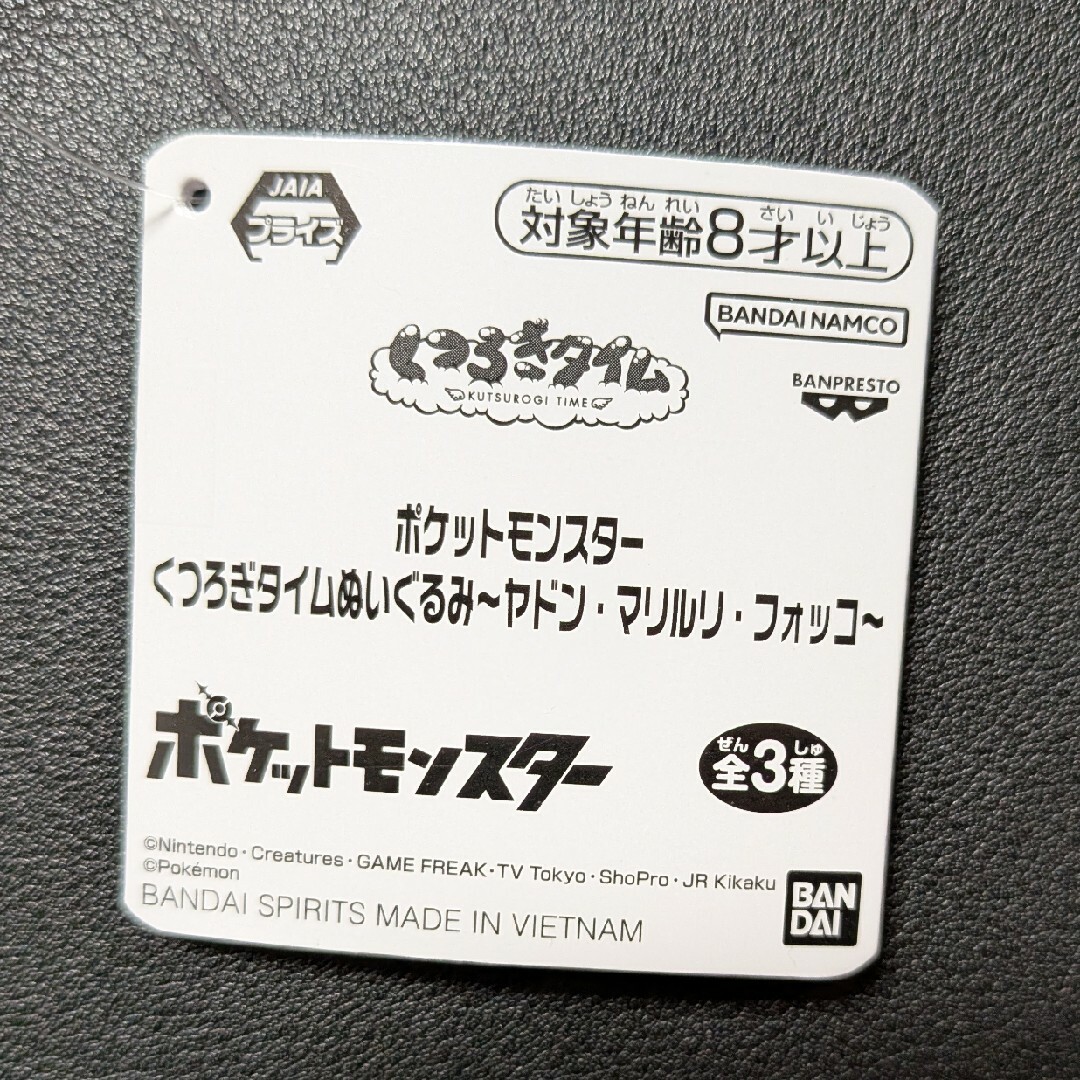 JAIA
プライズ
たいしょうねんれい さいいじょう
対象年齢8才以上
BANDAI NAMCO
くつろぎタイム
KUTSUROGI TIME
BANPRESTO
ポケットモンスター
くつろぎタイムぬいぐるみ~ヤドン・マリルリ・フォッコ~
ポケットモンスター
ぜん しゅ
全3種
©Nintendo・Creatures・GAME FREAK・TV Tokyo・ShoPro・JR Kikaku
©Pokémon
BANDAI SPIRITS MADE IN VIETNAM
BAN
DAI